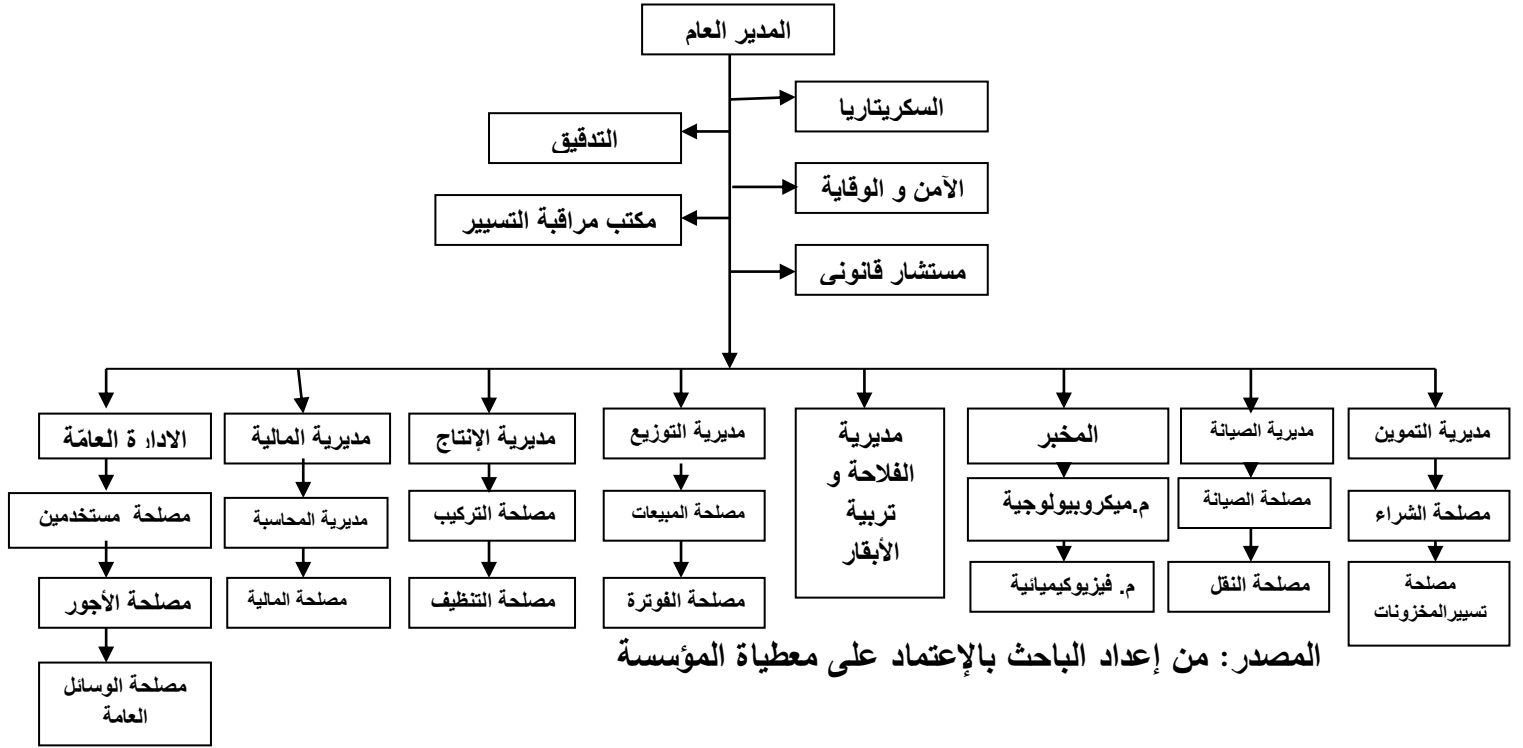 المدير العام
السكريتاريا
التدقيق
الآمن و الوقاية
مكتب مراقبة التسيير
مستشار قانونى
مديرية التموين
مديرية الصيانة
المخبر
مديرية
الفلاحة و
تربية
الأبقار
مديرية التوزيع
مديرية الإنتاج
مديرية المالية
الادارة العامّة
مصلحة الشراء
مصلحة الصيانة
م.ميكروبيولوجية
مصلحة المبيعات
مصلحة التركيب
مديرية المحاسبة
مصلحة مستخدمين
مصلحة
تسييرالمخزونات
مصلحة النقل
م. فيزيوكيميائية
مصلحة الفوترة
مصلحة التنظيف
مصلحة المالية
مصلحة الأجور
مصلحة الوسائل
العامة
المصدر: من إعداد الباحث بالإعتماد على معطياة المؤسسة